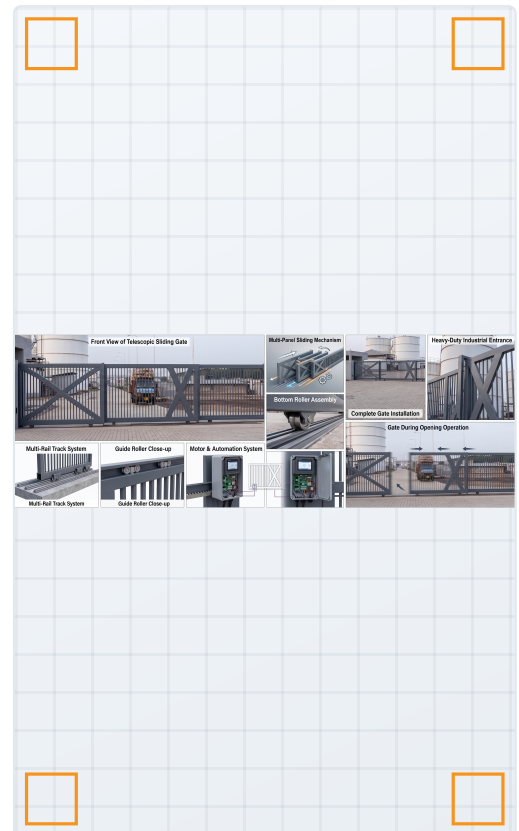 Front View of Telescopic Sliding Gate
Multi-Panel Sliding Mechanism
Heavy-Duty Industrial Entrance
Bottom Roller Assembly
Complete Gate Installation
Gate During Opening Operation
Multi-Rail Track System
Guide Roller Close-up
Motor & Automation System
Multi-Rail Track System
Guide Roller Close-up